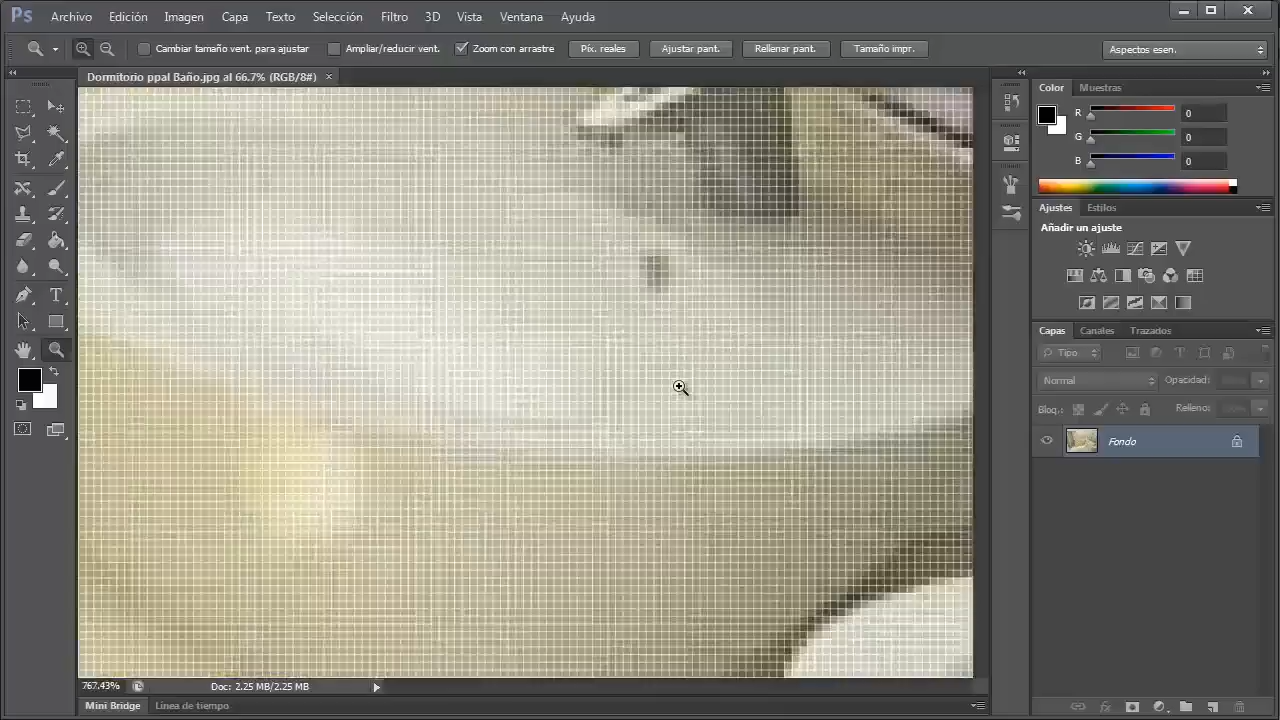 Ps Archivo Edición Imagen Capa Texto Selección Filtro 3D Vista Ventana Ayuda
Cambiar tamaño vent. para ajustar Ampliar/reducir vent. Zoom con arrastre Píx. reales Ajustar pant. Rellenar pant. Tamaño impr. Aspectos esen.
Dormitorio ppal Baño.jpg al 66.7% (RGB/8#) ×
Color Muestras
R 0
G 0
B 0
Ajustes Estilos
Añadir un ajuste
Capas Canales Trazados
Tipo
Normal Opacidad:
Bloq.: Relleno:
Fondo
767.43% Doc: 2.25 MB/2.25 MB
Mini Bridge Línea de tiempo